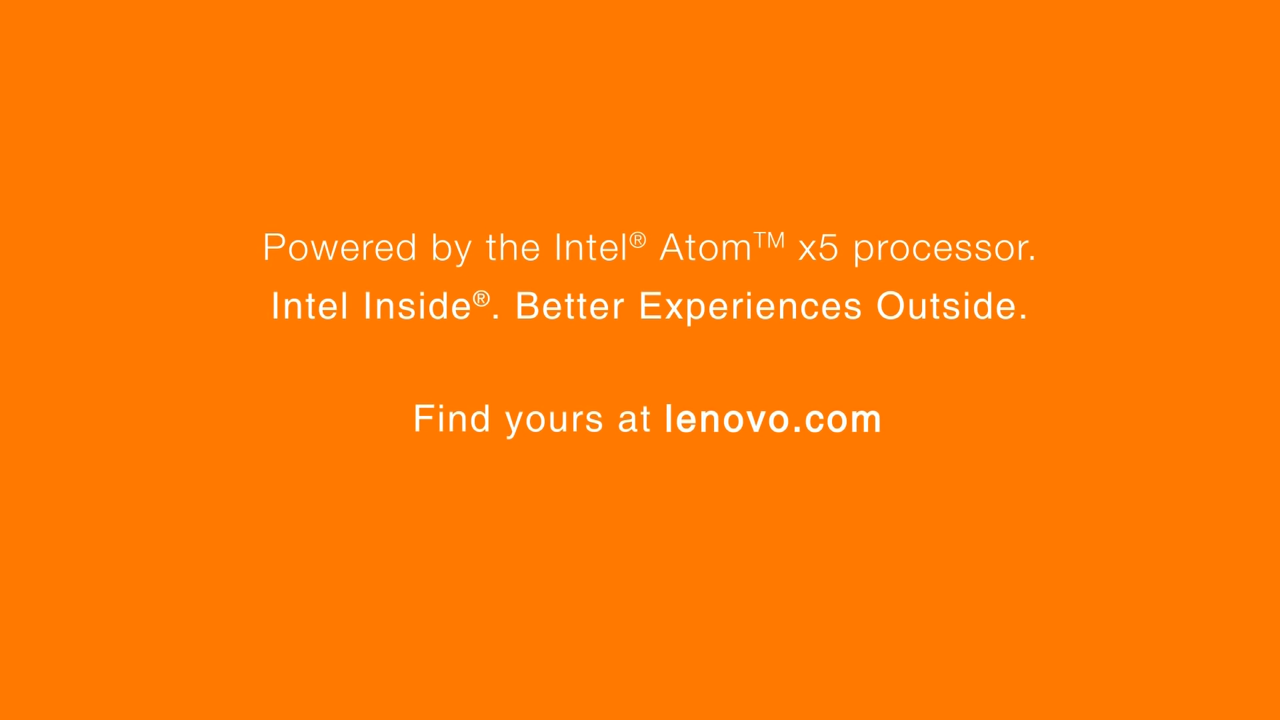 Powered by the Intel® Atom™ x5 processor.
Intel Inside®. Better Experiences Outside.
Find yours at lenovo.com